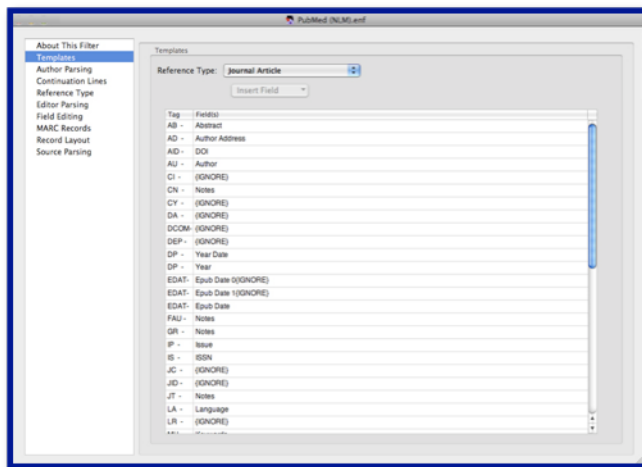 PubMed (NLM).enf
About This Filter
Templates
Author Parsing
Continuation Lines
Reference Type
Editor Parsing
Field Editing
MARC Records
Record Layout
Source Parsing
Templates
Reference Type: Journal Article
Insert Field
Tag Field(s)
AB - Abstract
AD - Author Address
AID - DOI
AU - Author
CI - {IGNORE}
CN - Notes
CY - {IGNORE}
DA - {IGNORE}
DCOM- {IGNORE}
DEP - {IGNORE}
DP - Year Date
DP - Year
EDAT- Epub Date 0{IGNORE}
EDAT- Epub Date 1{IGNORE}
EDAT- Epub Date
FAU - Notes
GR - Notes
IP - Issue
IS - ISSN
JC - {IGNORE}
JID - {IGNORE}
JT - Notes
LA - Language
LR - {IGNORE}